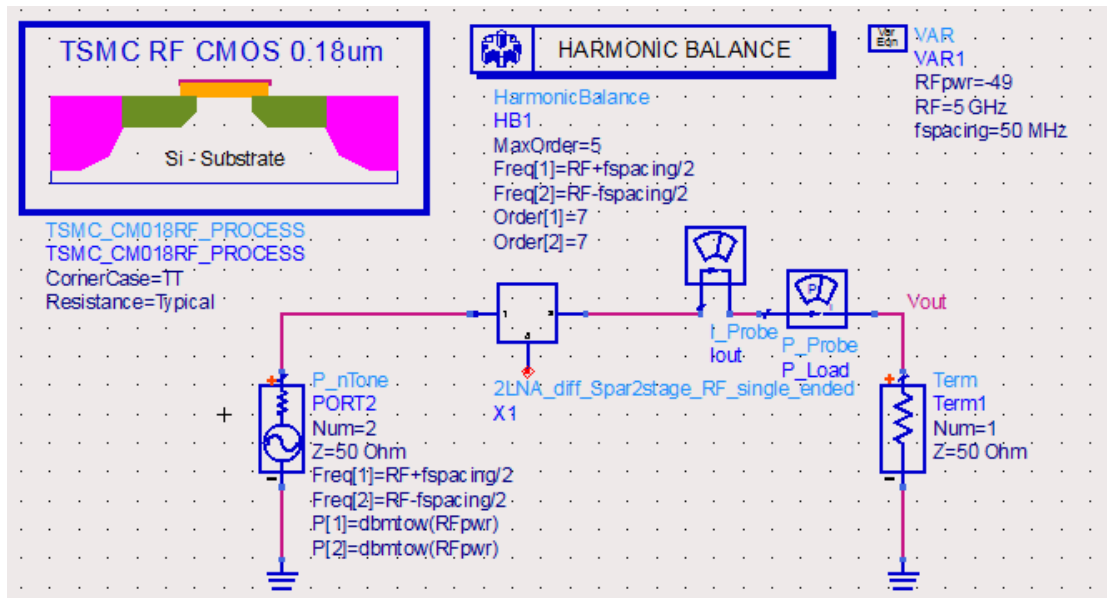 TSMC RF CMOS 0.18um
Si - Substrate
TSMC_CM018RF_PROCESS
TSMC_CM018RF_PROCESS
CornerCase=TT
Resistance=Typical
HARMONIC BALANCE
HarmonicBalance
HB1
MaxOrder=5
Freq[1]=RF+fspacing/2
Freq[2]=RF-fspacing/2
Order[1]=7
Order[2]=7
Var
Eqn
VAR
VAR1
RFpwr=-49
RF=5 GHz
fspacing=50 MHz
P_nTone
PORT2
Num=2
Z=50 Ohm
Freq[1]=RF+fspacing/2
Freq[2]=RF-fspacing/2
P[1]=dbmtow(RFpwr)
P[2]=dbmtow(RFpwr)
1
2LNA_diff_Spar2stage_RF_single_ended
X1
I_Probe
Iout
P
P_Probe
P_Load
Vout
Term
Term1
Num=1
Z=50 Ohm